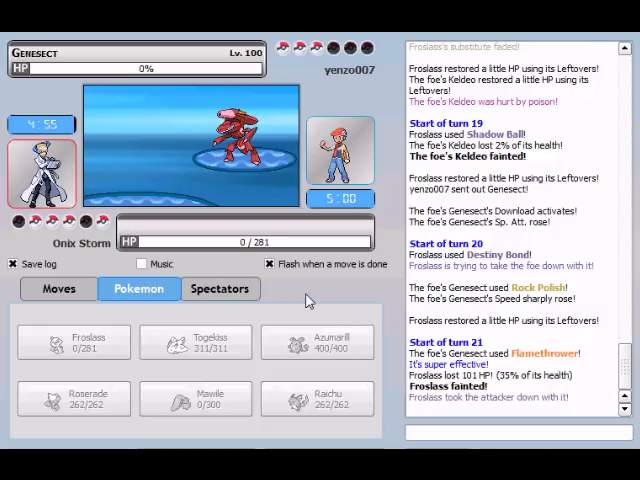 GENESECT Lv. 100
HP 0%
yenzo007
4:55
5:00
Onix Storm
HP 0 / 281
Save log Music Flash when a move is done
Moves Pokemon Spectators
Froslass
0/281
Togekiss
311/311
Azumarill
400/400
Roserade
262/262
Mawile
0/300
Raichu
262/262
Froslass's substitute faded!
Froslass restored a little HP using its Leftovers!
The foe's Keldeo restored a little HP using its
Leftovers!
The foe's Keldeo was hurt by poison!
Start of turn 19
Froslass used Shadow Ball!
The foe's Keldeo lost 2% of its health!
The foe's Keldeo fainted!
Froslass restored a little HP using its Leftovers!
yenzo007 sent out Genesect!
The foe's Genesect's Download activates!
The foe's Genesect's Sp. Att. rose!
Start of turn 20
Froslass used Destiny Bond!
Froslass is trying to take the foe down with it!
The foe's Genesect used Rock Polish!
The foe's Genesect's Speed sharply rose!
Froslass restored a little HP using its Leftovers!
Start of turn 21
The foe's Genesect used Flamethrower!
It's super effective!
Froslass lost 101 HP! (35% of its health)
Froslass fainted!
Froslass took the attacker down with it!